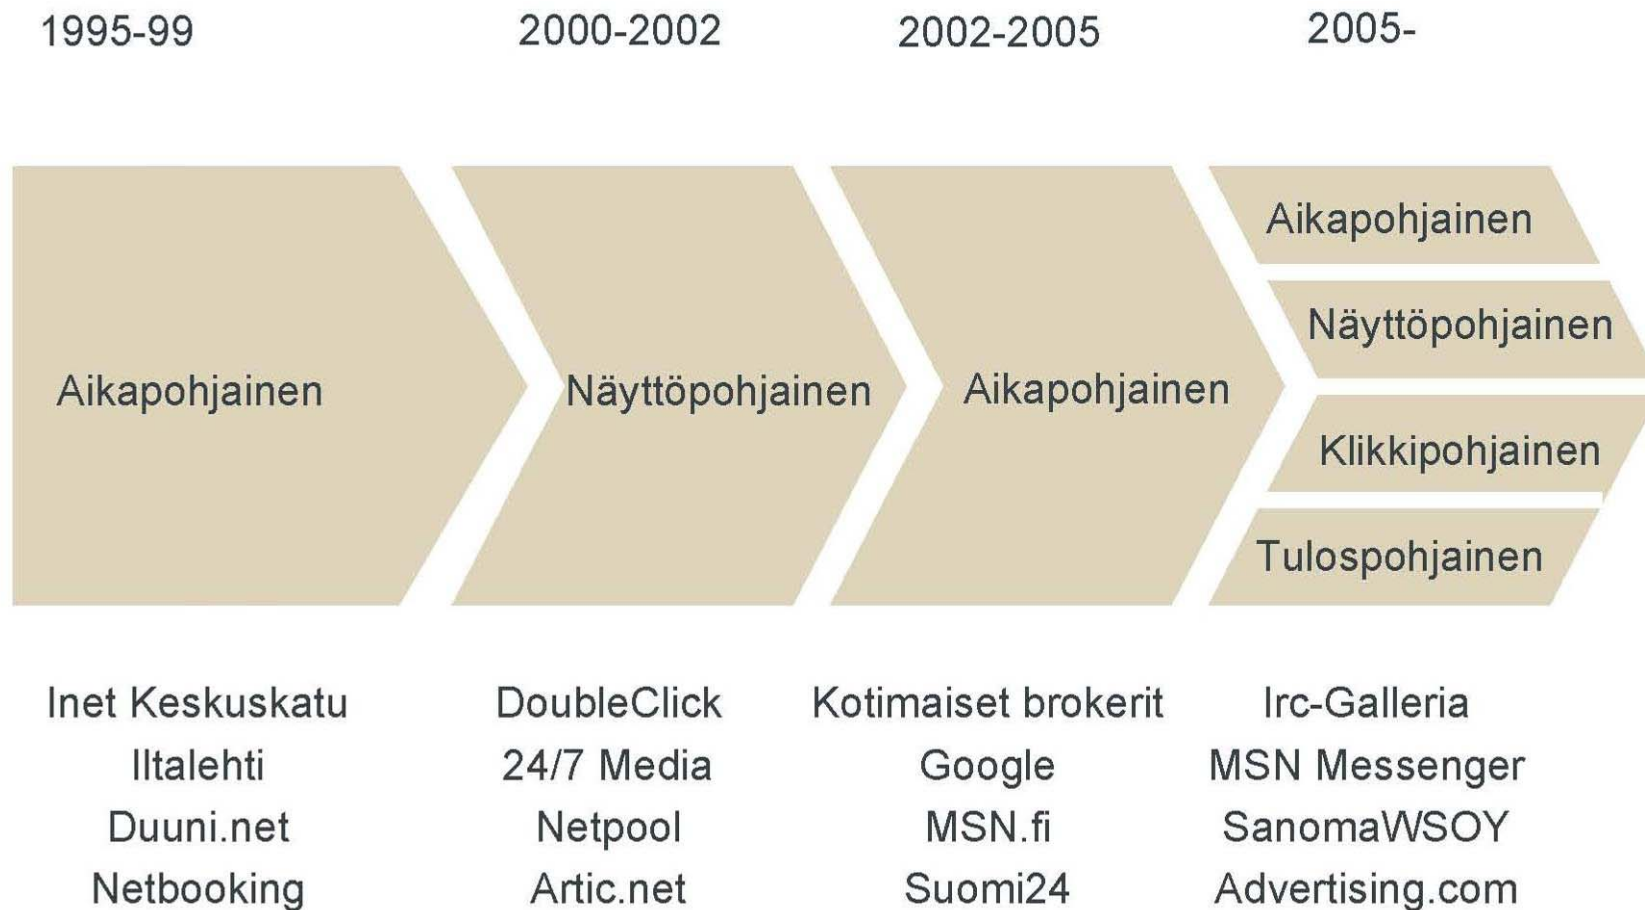 1995-99
2000-2002
2002-2005
2005-
Aikapohjainen
Näyttöpohjainen
Aikapohjainen
Aikapohjainen
Näyttöpohjainen
Klikkipohjainen
Tulospohjainen
Inet Keskuskatu
Iltalehti
Duuni.net
Netbooking
DoubleClick
24/7 Media
Netpool
Artic.net
Kotimaiset brokerit
Google
MSN.fi
Suomi24
Irc-Galleria
MSN Messenger
SanomaWSOY
Advertising.com